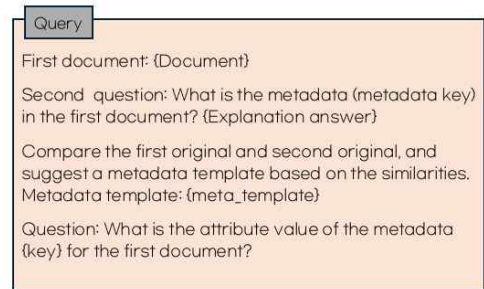 Query
First document: {Document}
Second question: What is the metadata (metadata key)
in the first document? {Explanation answer}
Compare the first original and second original, and
suggest a metadata template based on the similarities.
Metadata template: {meta_template}
Question: What is the attribute value of the metadata
{key} for the first document?